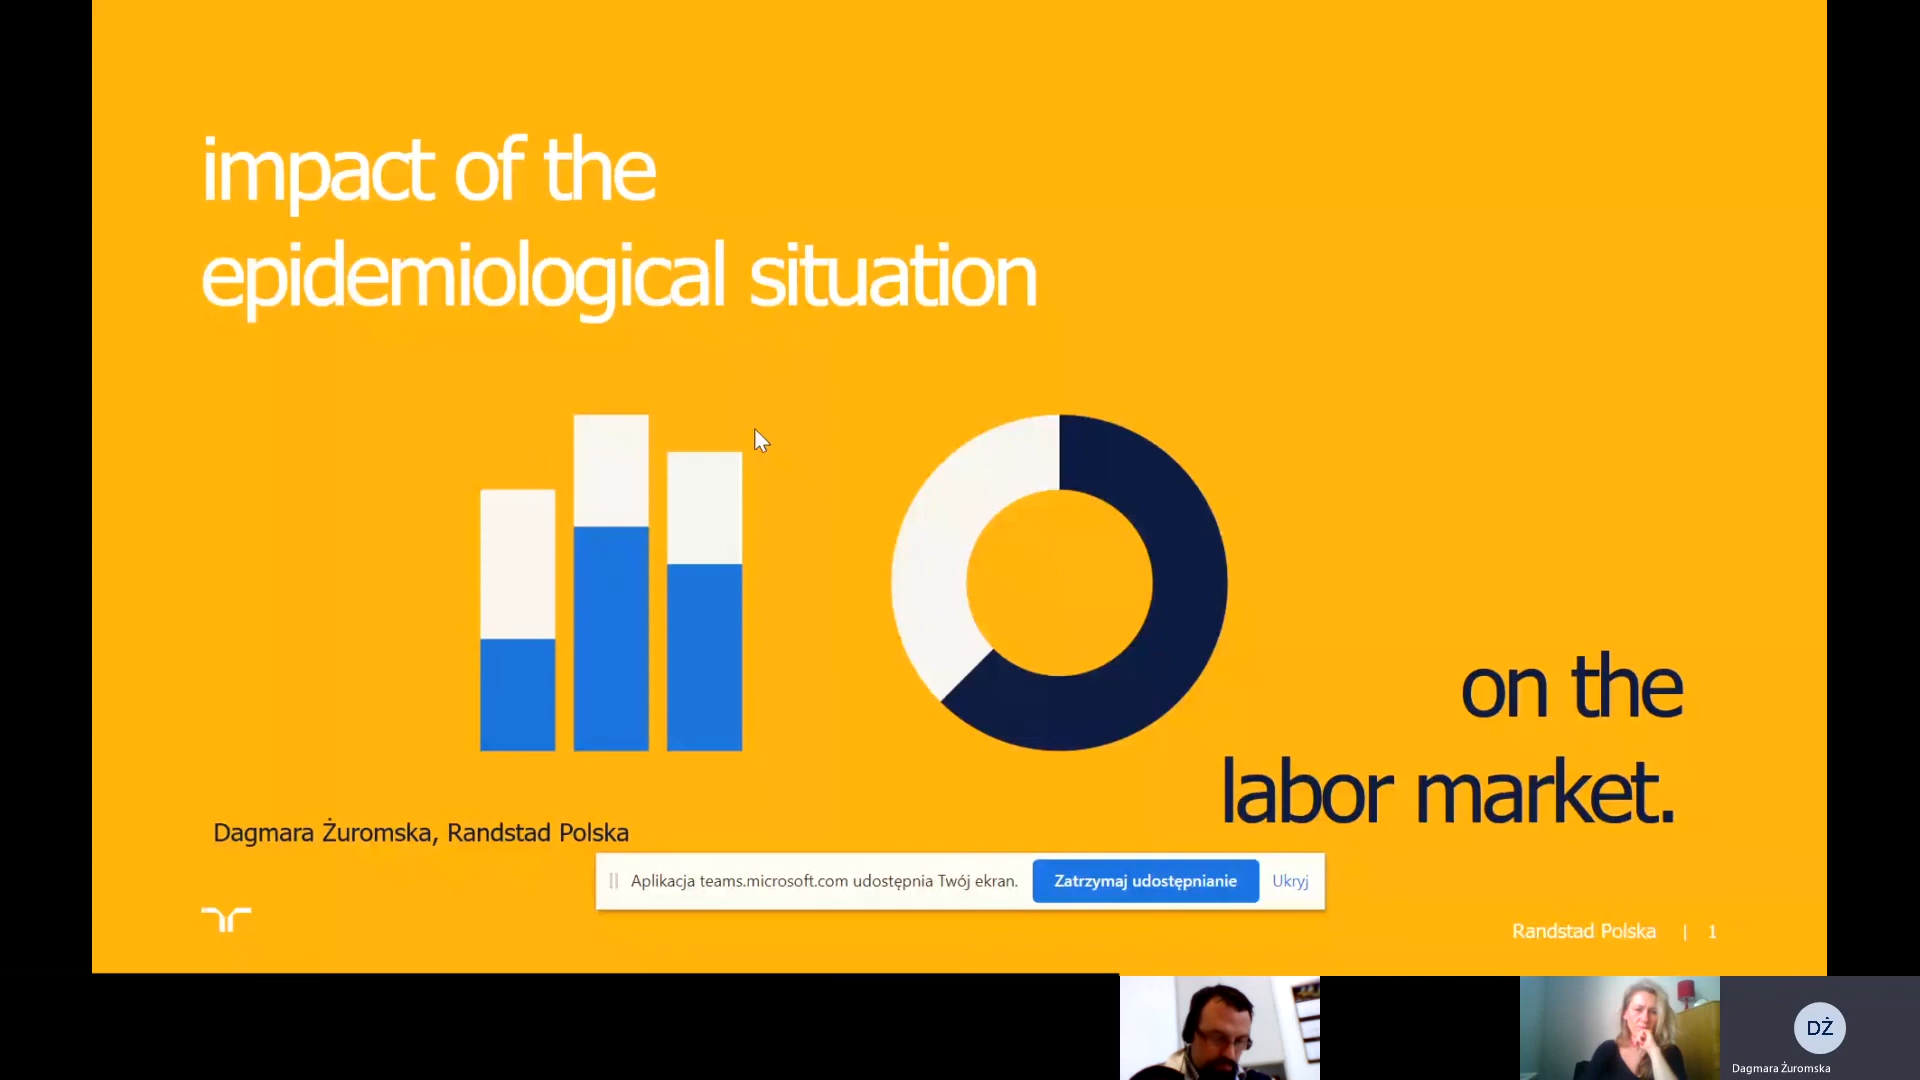 impact of the
epidemiological situation
on the
labor market.
Dagmara Żuromska, Randstad Polska
Aplikacja teams.microsoft.com udostępnia Twój ekran. Zatrzymaj udostępnianie Ukryj
Randstad Polska | 1
DŻ
Dagmara Żuromska